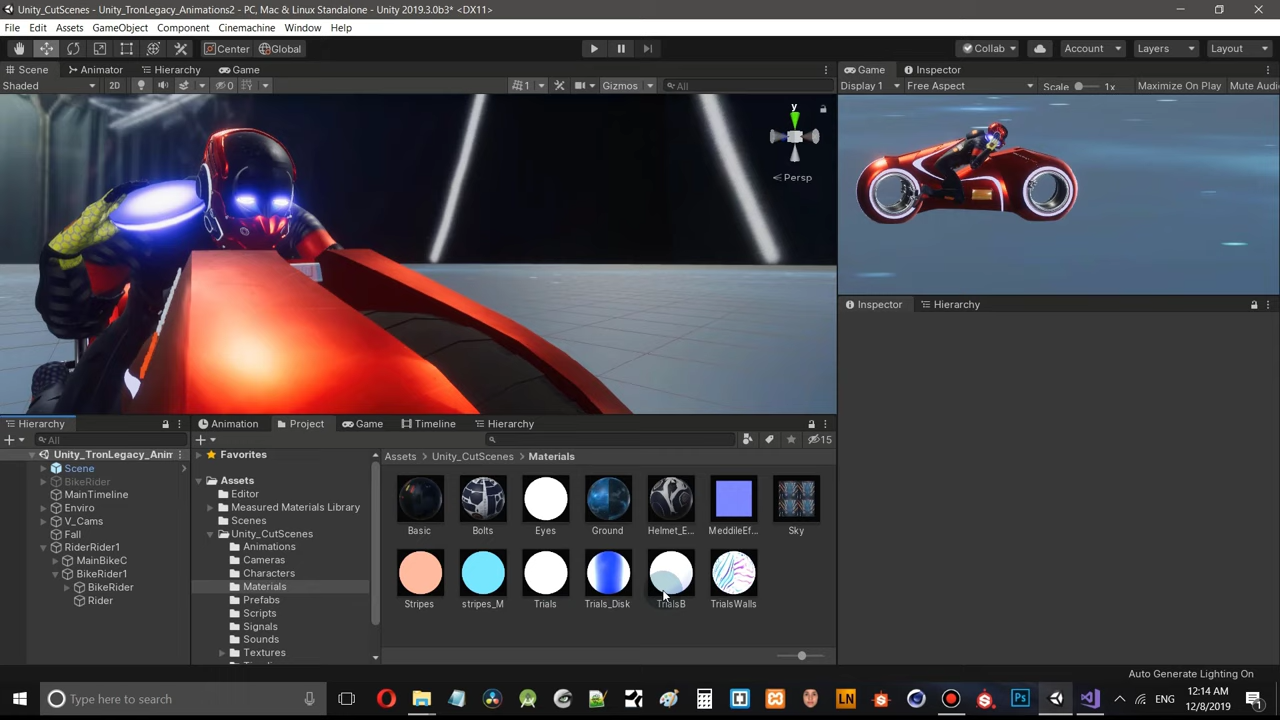 Unity_CutScenes - Unity_TronLegacy_Animations2 - PC, Mac & Linux Standalone - Unity 2019.3.0b3* <DX11>
File Edit Assets GameObject Component Cinemachine Window Help
Center Global Collab Account Layers Layout
Scene Animator Hierarchy Game Game Inspector
Shaded 2D 0 1 Gizmos All Display 1 Free Aspect Scale 1x Maximize On Play Mute Audi
y
Persp
Inspector Hierarchy
Hierarchy Animation Project Game Timeline Hierarchy
All 15
Unity_TronLegacy_Anim Favorites Assets Unity_CutScenes Materials
Scene
BikeRider Assets
MainTimeline Editor
Enviro Measured Materials Library
V_Cams Scenes
Fall Unity_CutScenes Basic Bolts Eyes Ground Helmet_E... MeddileEf... Sky
RiderRider1 Animations
MainBikeC Cameras
BikeRider1 Characters
BikeRider Materials
Rider Prefabs Stripes stripes_M Trials Trials_Disk TrialsB TrialsWalls
Scripts
Signals
Sounds
Textures
Auto Generate Lighting On
Type here to search LN Ps ENG 12:14 AM
12/8/2019 1